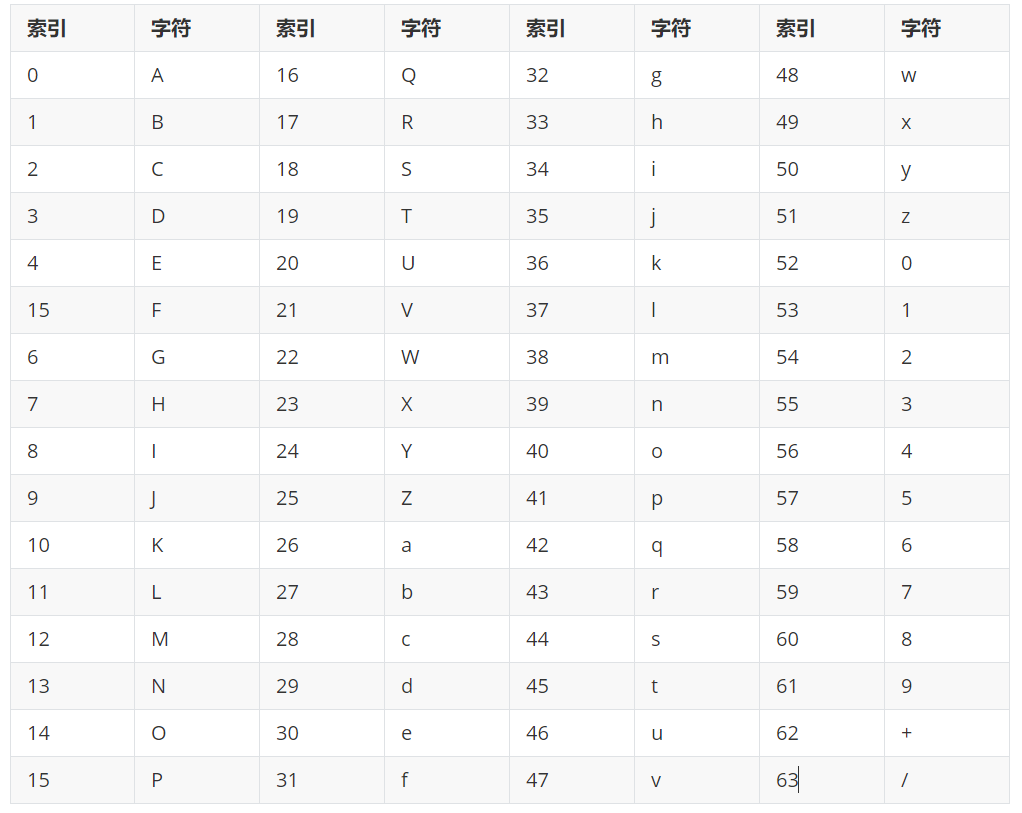 索引 字符 索引 字符 索引 字符 索引 字符
0 A 16 Q 32 g 48 w
1 B 17 R 33 h 49 x
2 C 18 S 34 i 50 y
3 D 19 T 35 j 51 z
4 E 20 U 36 k 52 0
15 F 21 V 37 l 53 1
6 G 22 W 38 m 54 2
7 H 23 X 39 n 55 3
8 I 24 Y 40 o 56 4
9 J 25 Z 41 p 57 5
10 K 26 a 42 q 58 6
11 L 27 b 43 r 59 7
12 M 28 c 44 s 60 8
13 N 29 d 45 t 61 9
14 O 30 e 46 u 62 +
15 P 31 f 47 v 63 /